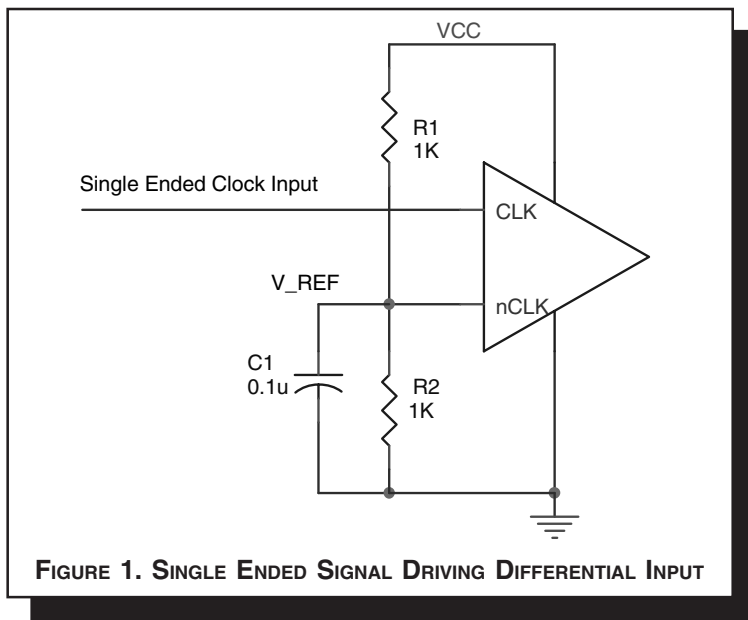 VCC
R1
1K
Single Ended Clock Input
CLK
V_REF
nCLK
C1
0.1u
R2
1K
FIGURE 1. SINGLE ENDED SIGNAL DRIVING DIFFERENTIAL INPUT